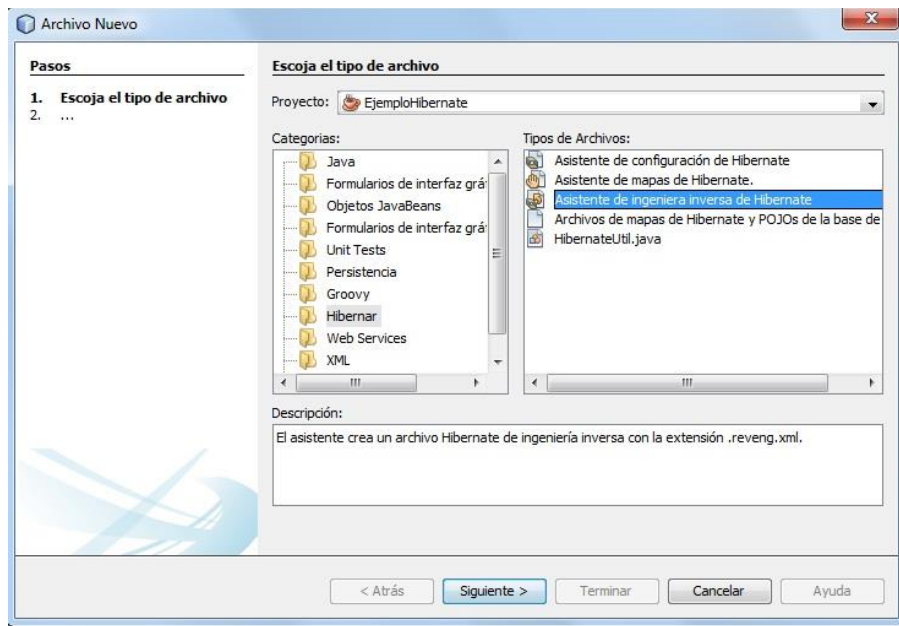 Archivo Nuevo
Pasos
1. Escoja el tipo de archivo
2. ...
Escoja el tipo de archivo
Proyecto: EjemploHibernate
Categorias:
Java
Formularios de interfaz grá
Objetos JavaBeans
Formularios de interfaz grá
Unit Tests
Persistencia
Groovy
Hibernar
Web Services
XML
Tipos de Archivos:
Asistente de configuración de Hibernate
Asistente de mapas de Hibernate.
Asistente de ingeniera inversa de Hibernate
Archivos de mapas de Hibernate y POJOs de la base de
HibernateUtil.java
Descripción:
El asistente crea un archivo Hibernate de ingeniería inversa con la extensión .reveng.xml.
< Atrás Siguiente > Terminar Cancelar Ayuda